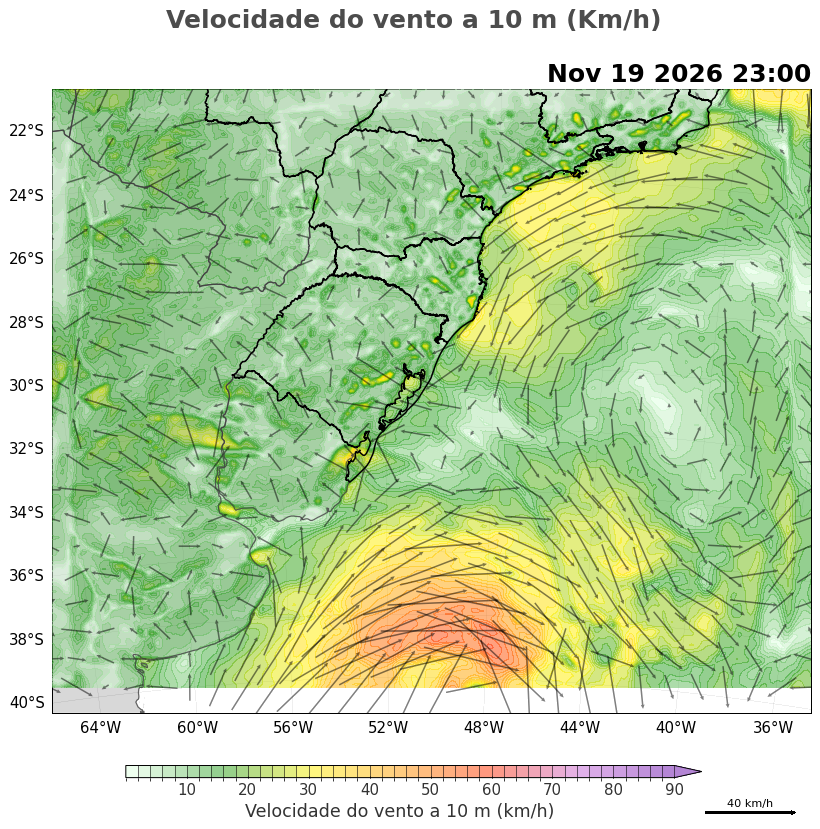 Velocidade do vento a 10 m (Km/h)
Nov 19 2026 23:00
22°S
24°S
26°S
28°S
30°S
32°S
34°S
36°S
38°S
40°S
64°W 60°W 56°W 52°W 48°W 44°W 40°W 36°W
10 20 30 40 50 60 70 80 90
Velocidade do vento a 10 m (km/h)
40 km/h